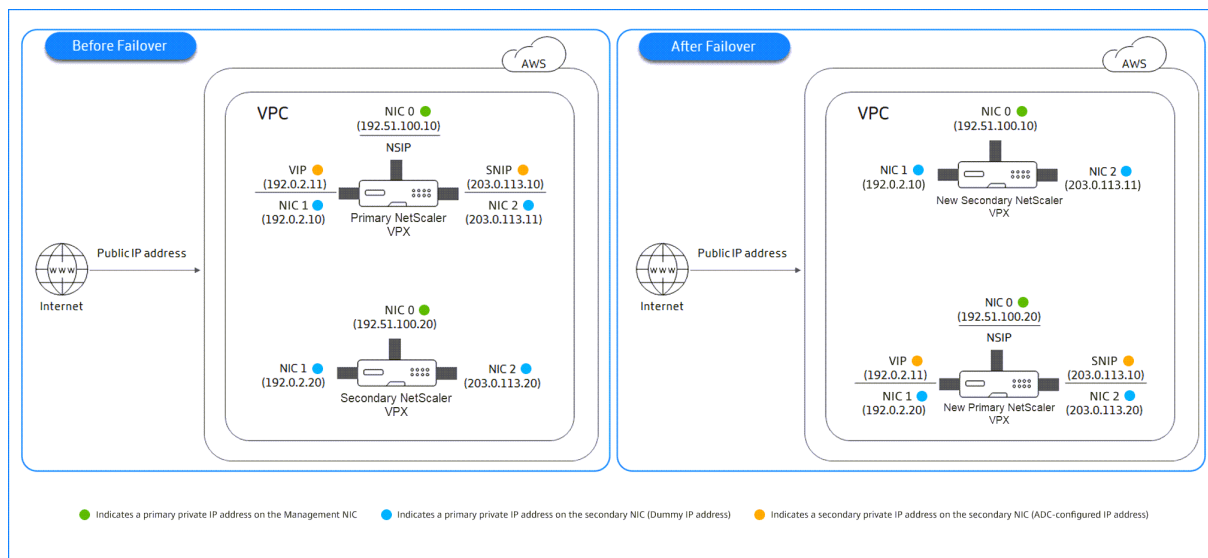 Before Failover
AWS
VPC
NIC 0
(192.51.100.10)
NSIP
VIP
(192.0.2.11)
NIC 1
(192.0.2.10)
SNIP
(203.0.113.10)
NIC 2
(203.0.113.11)
Primary NetScaler
VPX
Public IP address
www
Internet
NIC 0
(192.51.100.20)
NIC 1
(192.0.2.20)
NIC 2
(203.0.113.20)
Secondary NetScaler
VPX
After Failover
AWS
VPC
NIC 0
(192.51.100.10)
NIC 1
(192.0.2.10)
NIC 2
(203.0.113.11)
New Secondary NetScaler
VPX
Public IP address
www
Internet
NIC 0
(192.51.100.20)
NSIP
VIP
(192.0.2.11)
NIC 1
(192.0.2.20)
SNIP
(203.0.113.10)
NIC 2
(203.0.113.20)
New Primary NetScaler
VPX
Indicates a primary private IP address on the Management NIC
Indicates a primary private IP address on the secondary NIC (Dummy IP address)
Indicates a secondary private IP address on the secondary NIC (ADC-configured IP address)